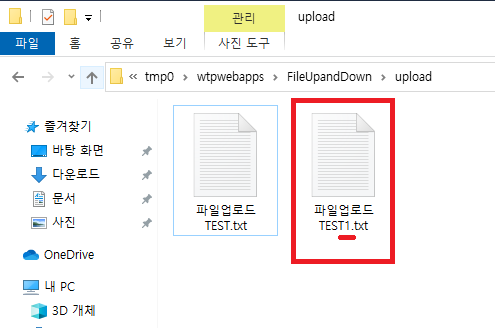 관리
upload
파일
홈
공유
보기
사진 도구
« tmp0 > wtpwebapps > FileUpandDown > upload
즐겨찾기
바탕 화면
다운로드
문서
사진
OneDrive
내 PC
3D 개체
파일업로드
TEST.txt
파일업로드
TEST1.txt